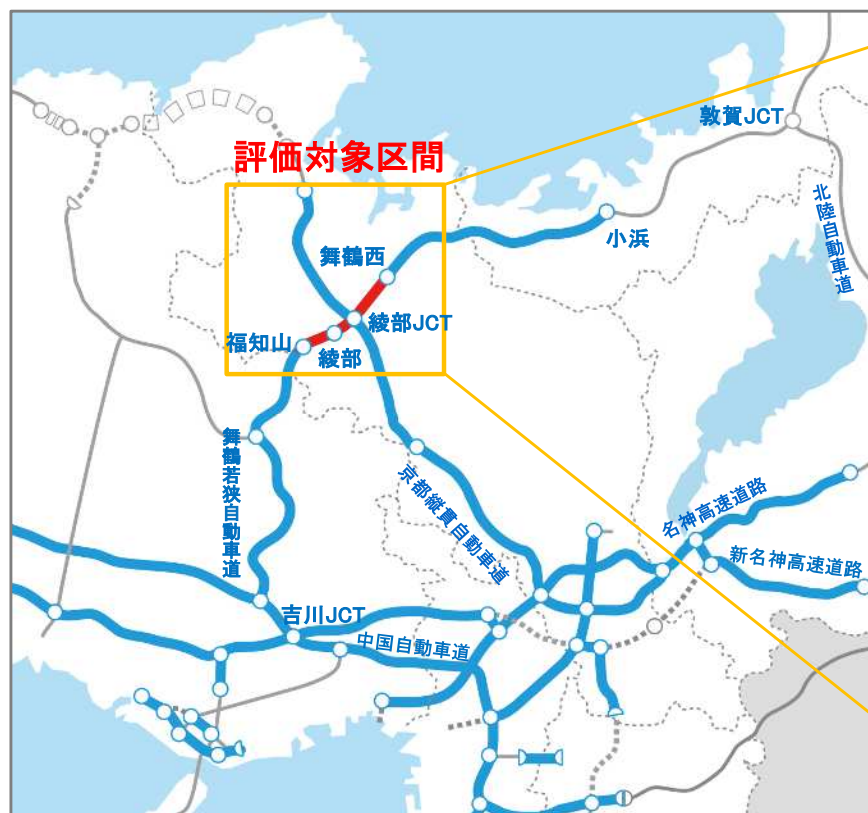 敦賀JCT
評価対象区間
北陸自動車道
小浜
舞鶴西
綾部JCT
福知山
綾部
舞鶴若狭自動車道
京都縦貫自動車道
名神高速道路
新名神高速道路
吉川JCT
中国自動車道